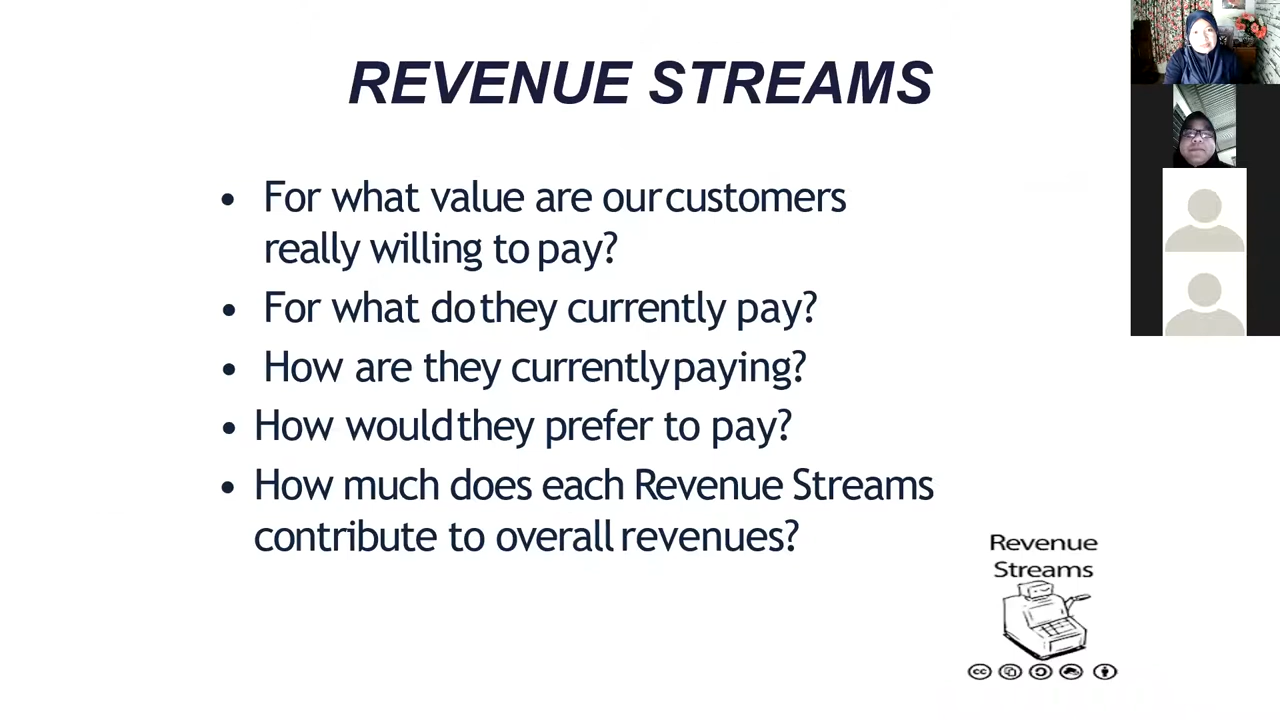 REVENUE STREAMS
• For what value are our customers
really willing to pay?
• For what do they currently pay?
• How are they currently paying?
• How would they prefer to pay?
• How much does each Revenue Streams
contribute to overall revenues?
Revenue
Streams
cc